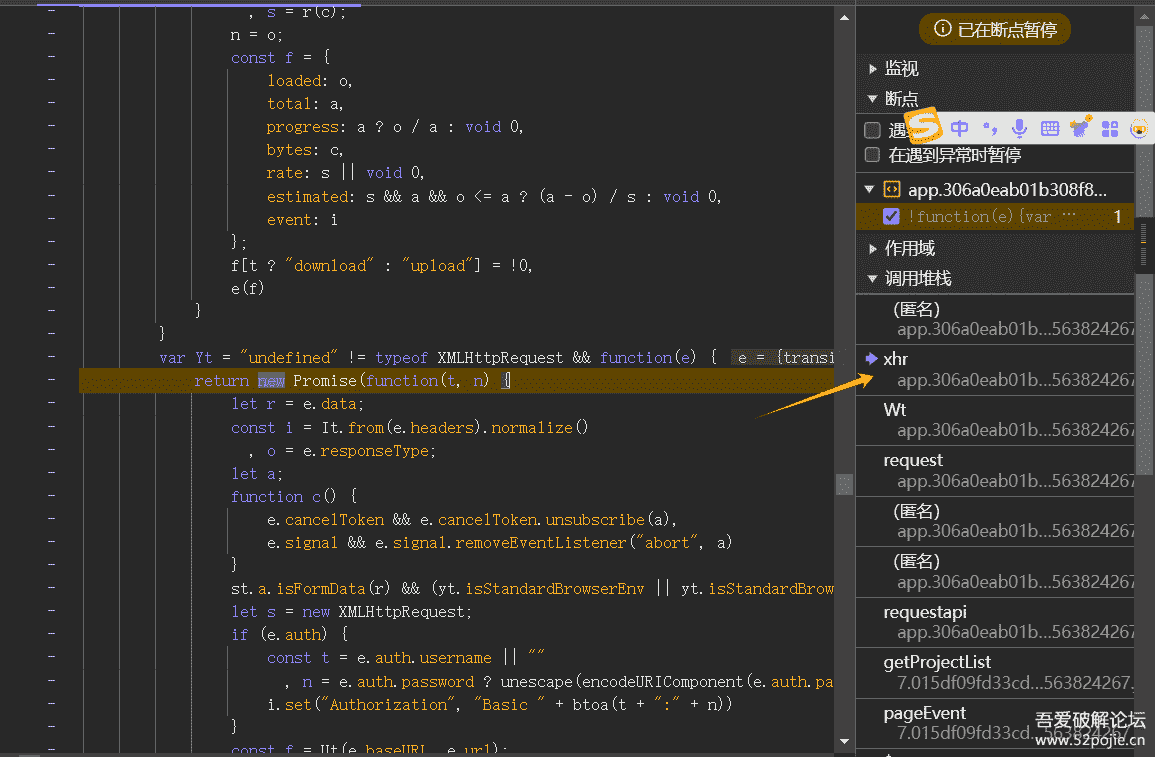 , s = r(c);
n = o;
const f = {
loaded: o,
total: a,
progress: a ? o / a : void 0,
bytes: c,
rate: s || void 0,
estimated: s && a && o <= a ? (a - o) / s : void 0,
event: i
};
f[t ? "download" : "upload"] = !0,
e(f)
}
}
var Yt = "undefined" != typeof XMLHttpRequest && function(e) { e = {transi
return new Promise(function(t, n) {
let r = e.data;
const i = It.from(e.headers).normalize()
, o = e.responseType;
let a;
function c() {
e.cancelToken && e.cancelToken.unsubscribe(a),
e.signal && e.signal.removeEventListener("abort", a)
}
st.a.isFormData(r) && (yt.isStandardBrowserEnv || yt.isStandardBrow
let s = new XMLHttpRequest;
if (e.auth) {
const t = e.auth.username || ""
, n = e.auth.password ? unescape(encodeURIComponent(e.auth.pa
i.set("Authorization", "Basic " + btoa(t + ":" + n))
}
const f = Ut(e.baseURL, e.url);
已在断点暂停
监视
断点
遇
中
在遇到异常时暂停
app.306a0eab01b308f8...
!function(e){var ... 1
作用域
调用堆栈
(匿名)
app.306a0eab01b...563824267
xhr
app.306a0eab01b...563824267
Wt
app.306a0eab01b...563824267
request
app.306a0eab01b...563824267
(匿名)
app.306a0eab01b...563824267
(匿名)
app.306a0eab01b...563824267
requestapi
app.306a0eab01b...563824267
getProjectList
7.015df09fd33cd...563824267.
pageEvent
7.015df09fd33cd...563824267
吾爱破解论坛
www.52pojie.cn